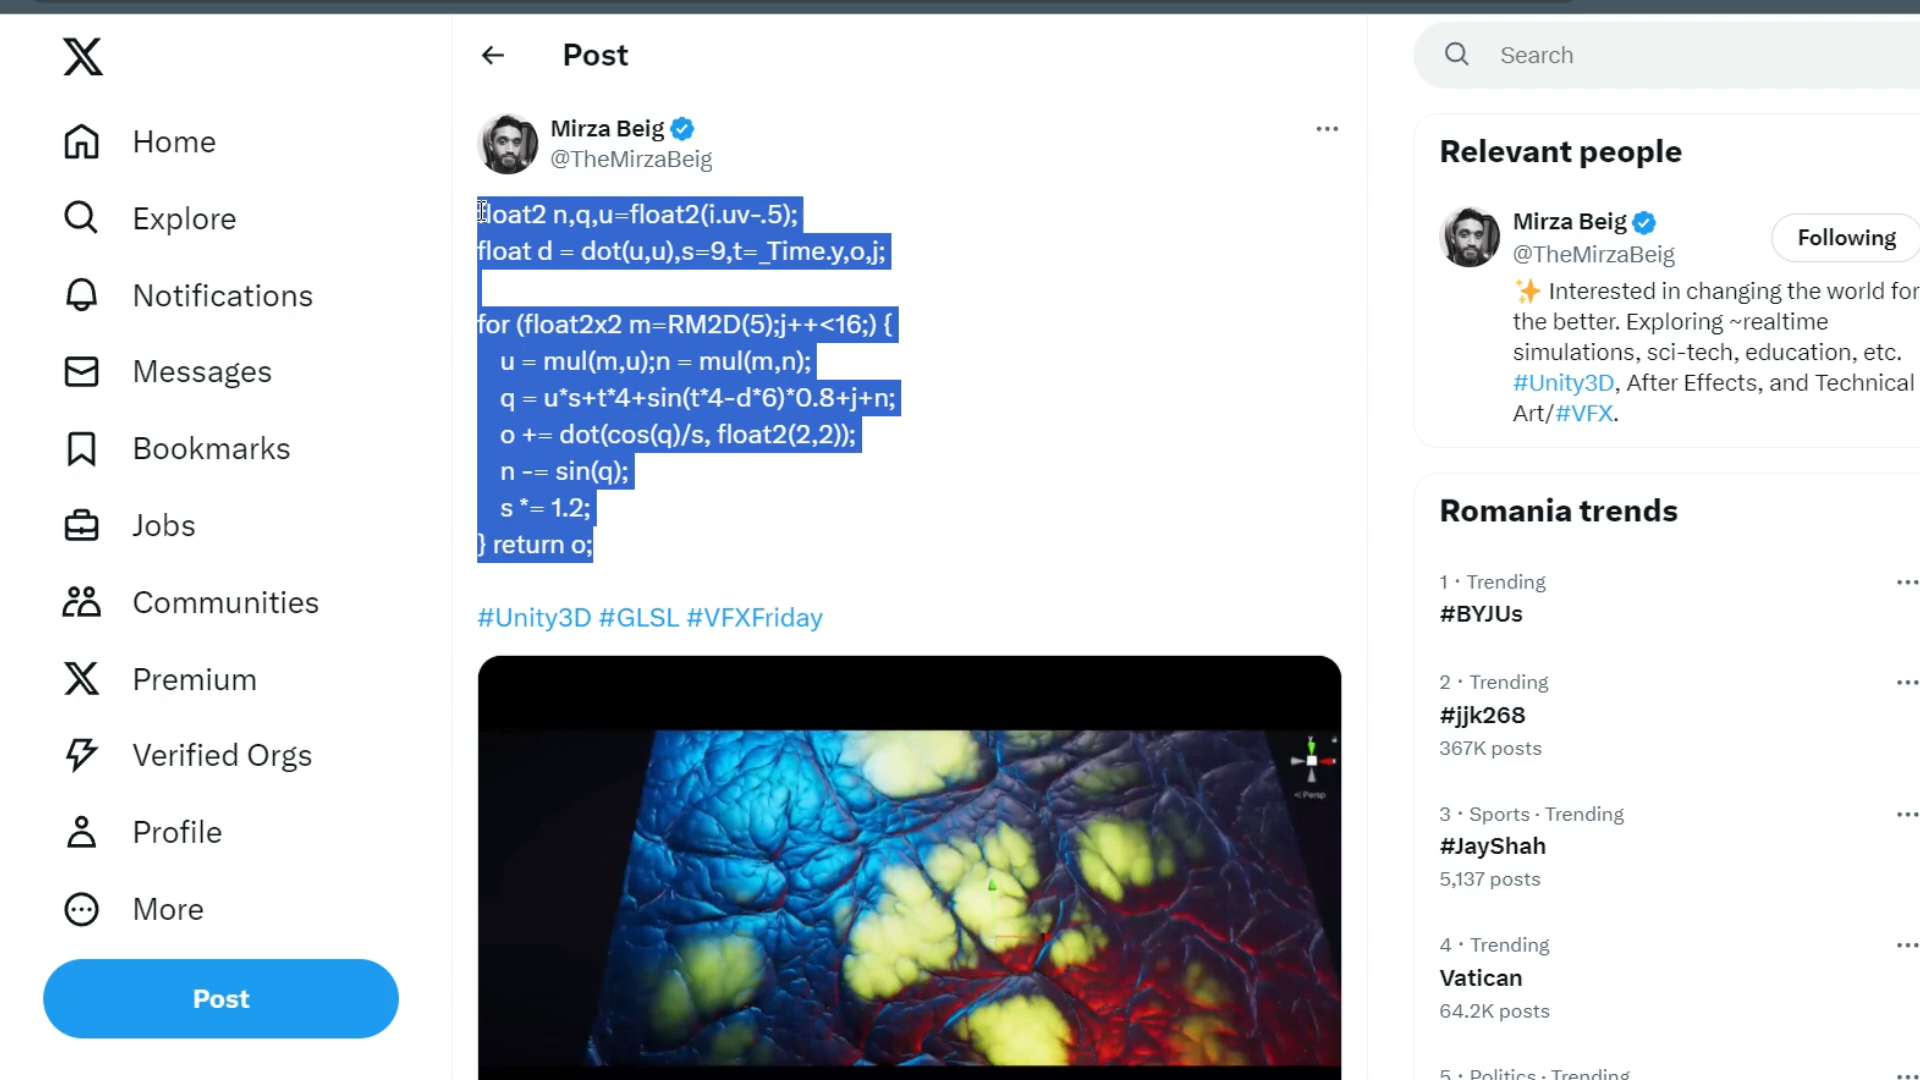 Home
Explore
Notifications
Messages
Bookmarks
Jobs
Communities
Premium
Verified Orgs
Profile
More
Post
Post
Mirza Beig
@TheMirzaBeig
float2 n,q,u=float2(i.uv-.5);
float d = dot(u,u),s=9,t=_Time.y,o,j;
for (float2x2 m=RM2D(5);j++<16;) {
u = mul(m,u);n = mul(m,n);
q = u*s+t*4+sin(t*4-d*6)*0.8+j+n;
o += dot(cos(q)/s, float2(2,2));
n -= sin(q);
s *= 1.2;
} return o;
#Unity3D #GLSL #VFXFriday
< Persp
Search
Relevant people
Mirza Beig
@TheMirzaBeig
Following
✨ Interested in changing the world for
the better. Exploring ~realtime
simulations, sci-tech, education, etc.
#Unity3D, After Effects, and Technical
Art/#VFX.
Romania trends
1 · Trending
#BYJUs
2 · Trending
#jjk268
367K posts
3 · Sports · Trending
#JayShah
5,137 posts
4 · Trending
Vatican
64.2K posts
5 · Politics · Trending